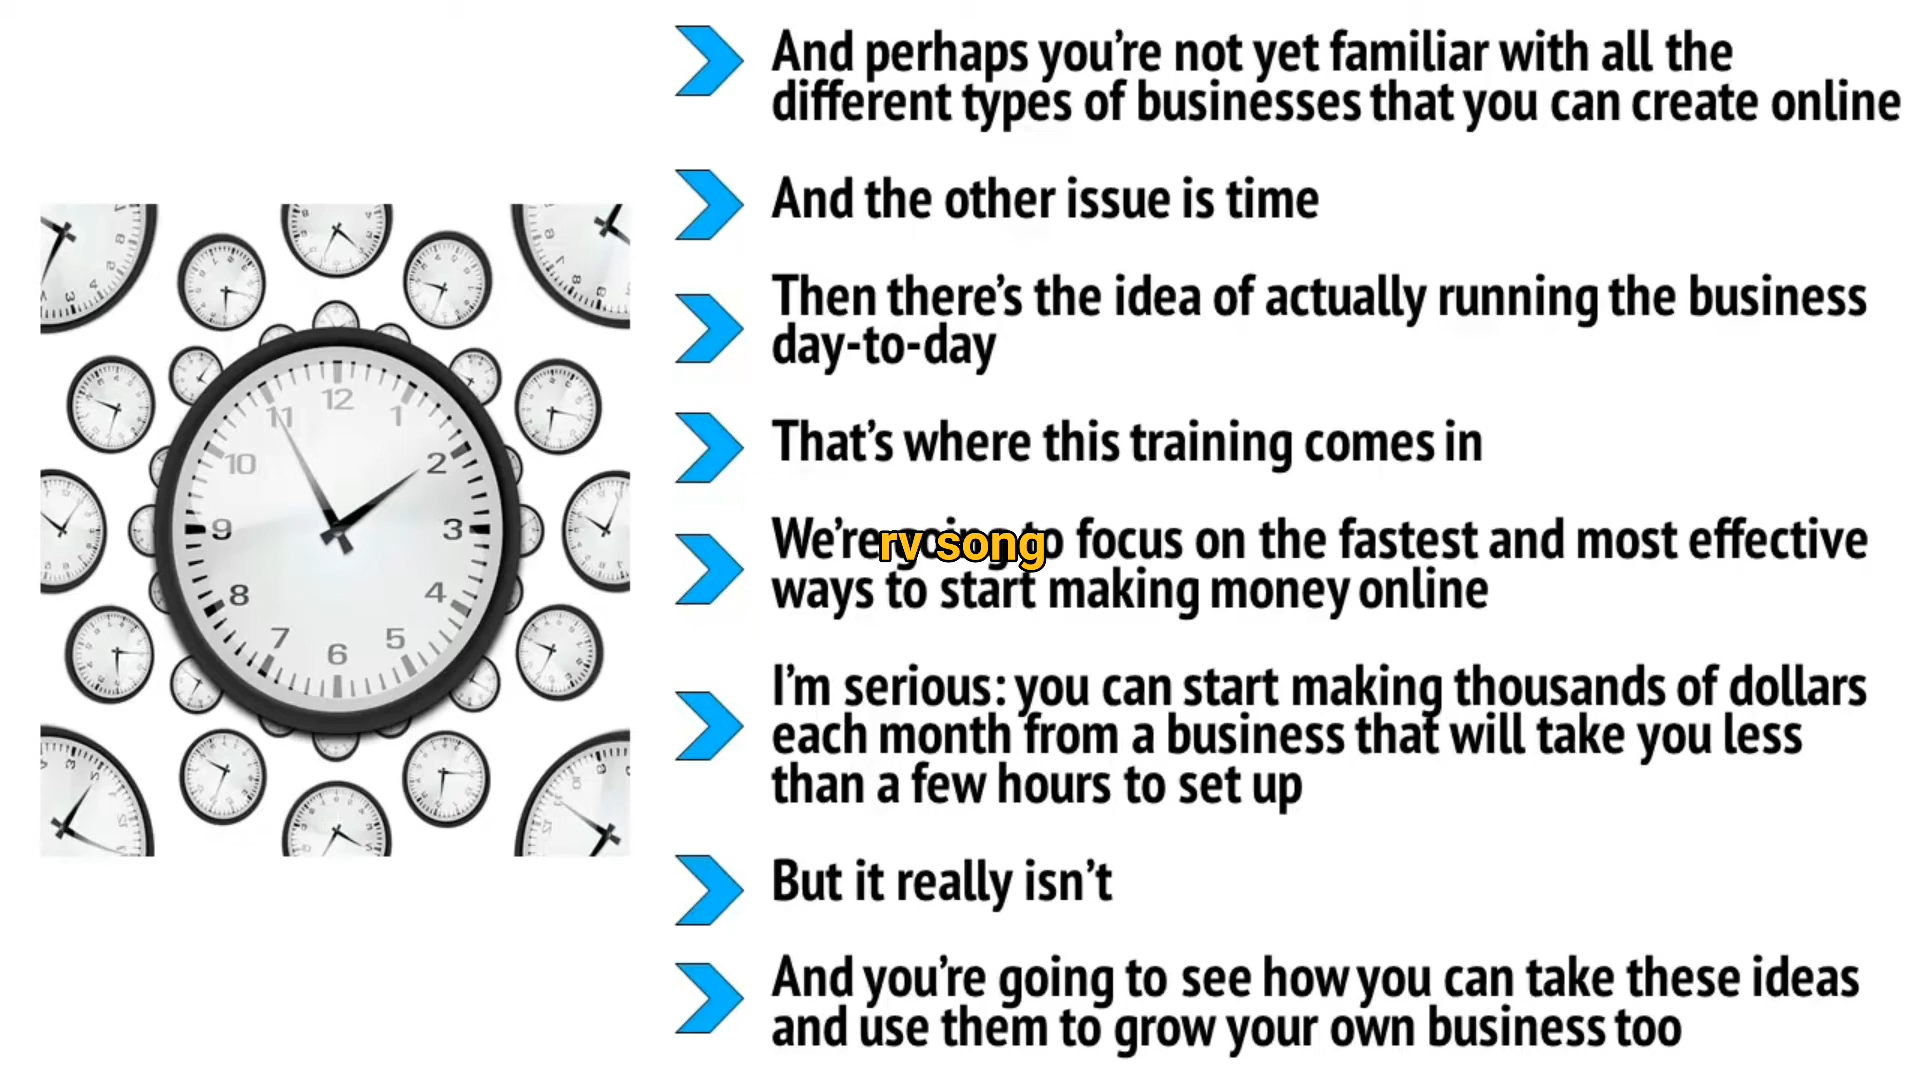 And perhaps you're not yet familiar with all the
different types of businesses that you can create online
And the other issue is time
Then there's the idea of actually running the business
day-to-day
That's where this training comes in
We're going to focus on the fastest and most effective
rv song
ways to start making money online
I'm serious: you can start making thousands of dollars
each month from a business that will take you less
than a few hours to set up
But it really isn't
And you're going to see how you can take these ideas
and use them to grow your own business too
12
1
2
3
4
5
6
7
8
9
10
11